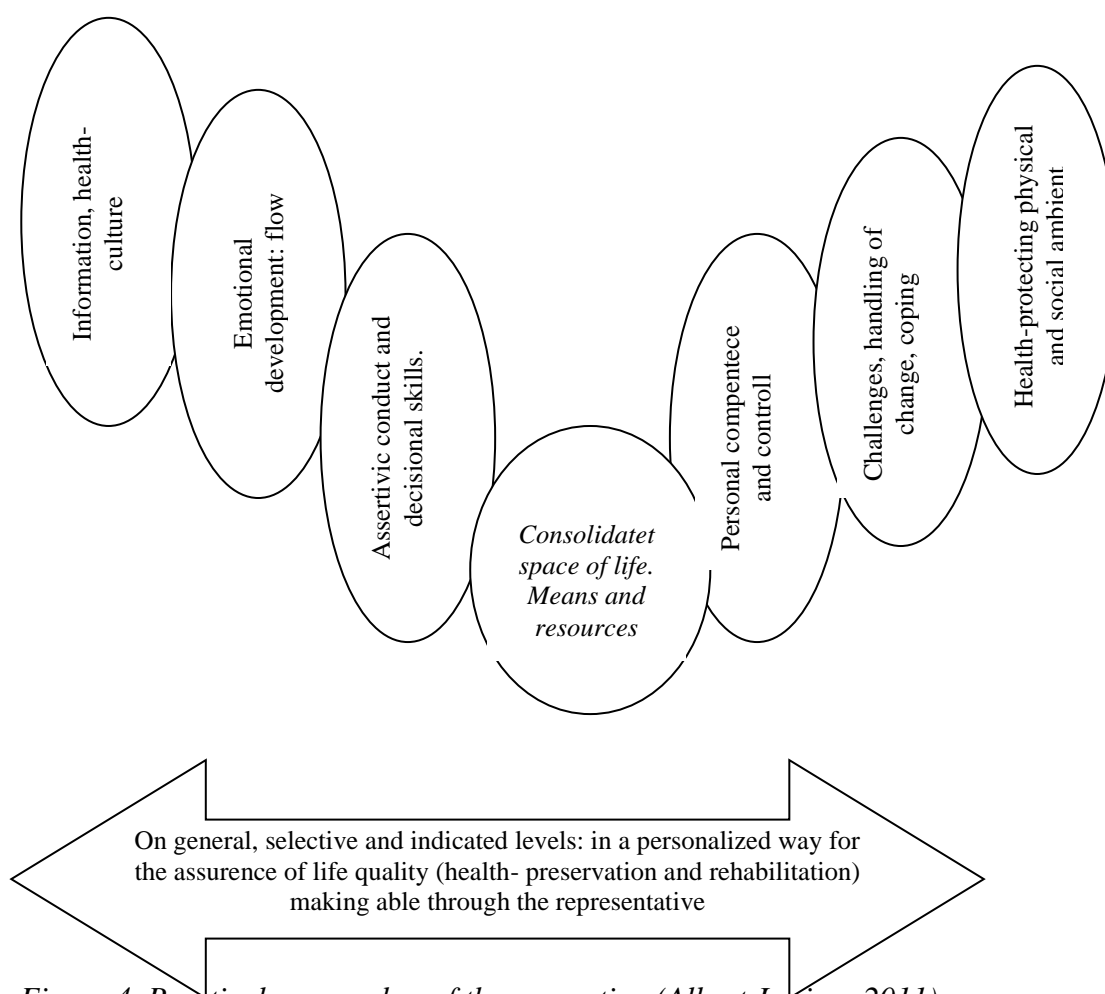 Information, health-
culture
Emotional
development: flow
Assertivic conduct and
decisional skills.
Consolidatet
space of life.
Means and
resources
Personal compentece
and controll
Challenges, handling of
change, coping
Health-protecting physical
and social ambient
On general, selective and indicated levels: in a personalized way for
the assurence of life quality (health- preservation and rehabilitation)
making able through the representative
of the
2011)